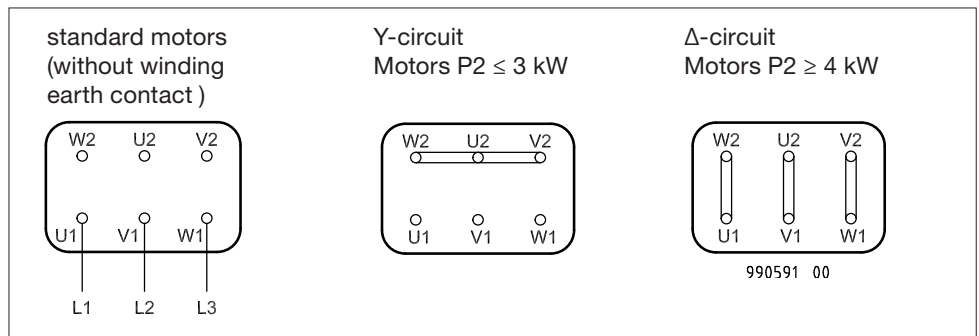 standard motors
(without winding
earth contact )
W2 U2 V2
U1 V1 W1
L1 L2 L3
Y-circuit
Motors P2 ≤ 3 kW
W2 U2 V2
U1 V1 W1
Δ-circuit
Motors P2 ≥ 4 kW
W2 U2 V2
U1 V1 W1
990591 00